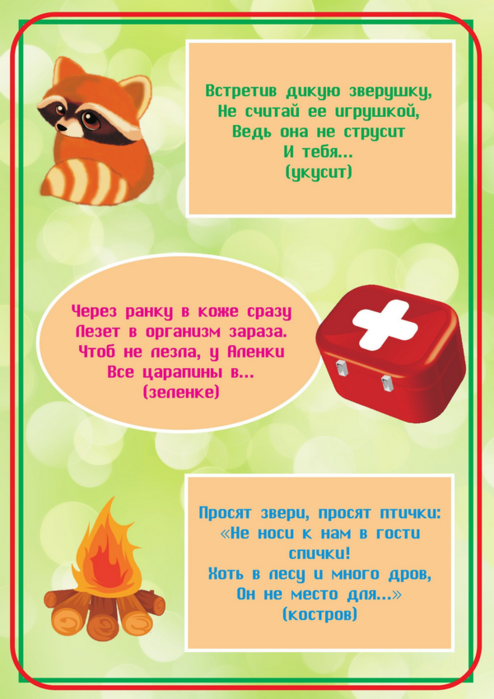 Встретив дикую зверушку,
Не считай ее игрушкой,
Ведь она не струсит
И тебя...
(укусит)
Через ранку в коже сразу
Лезет в организм зараза.
Чтоб не лезла, у Аленки
Все царапины в...
(зеленке)
Просят звери, просят птички:
«Не носи к нам в гости
спички!
Хоть в лесу и много дров,
Он не место для...»
(костров)